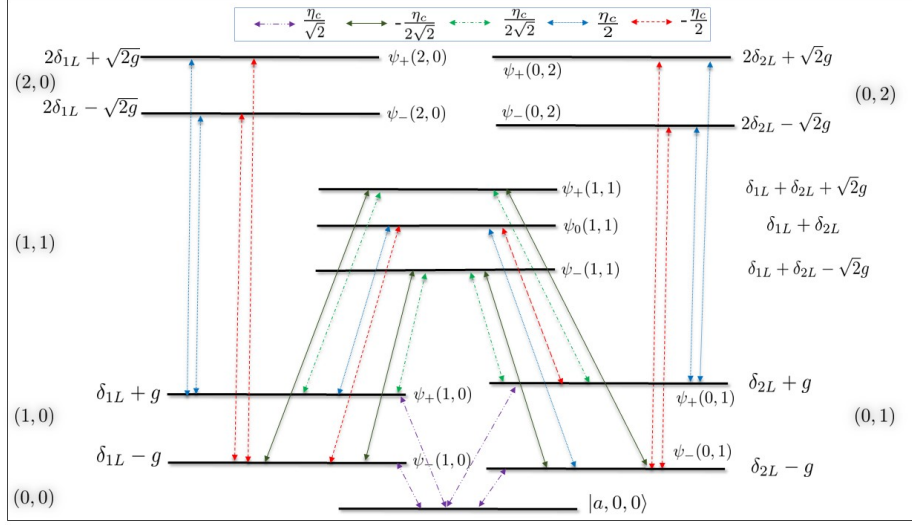 η_c/√2 -η_c/2√2 η_c/2√2 η_c/2 -η_c/2
2δ_{1L} + √2g ψ_+(2,0) ψ_+(0,2) 2δ_{2L} + √2g
(2,0) (0,2)
2δ_{1L} − √2g ψ_−(2,0) ψ_−(0,2) 2δ_{2L} − √2g
ψ_+(1,1) δ_{1L} + δ_{2L} + √2g
(1,1) ψ_0(1,1) δ_{1L} + δ_{2L}
ψ_−(1,1) δ_{1L} + δ_{2L} − √2g
δ_{1L} + g ψ_+(1,0) ψ_+(0,1) δ_{2L} + g
(1,0) (0,1)
δ_{1L} − g ψ_−(1,0) ψ_−(0,1) δ_{2L} − g
(0,0) |a,0,0⟩